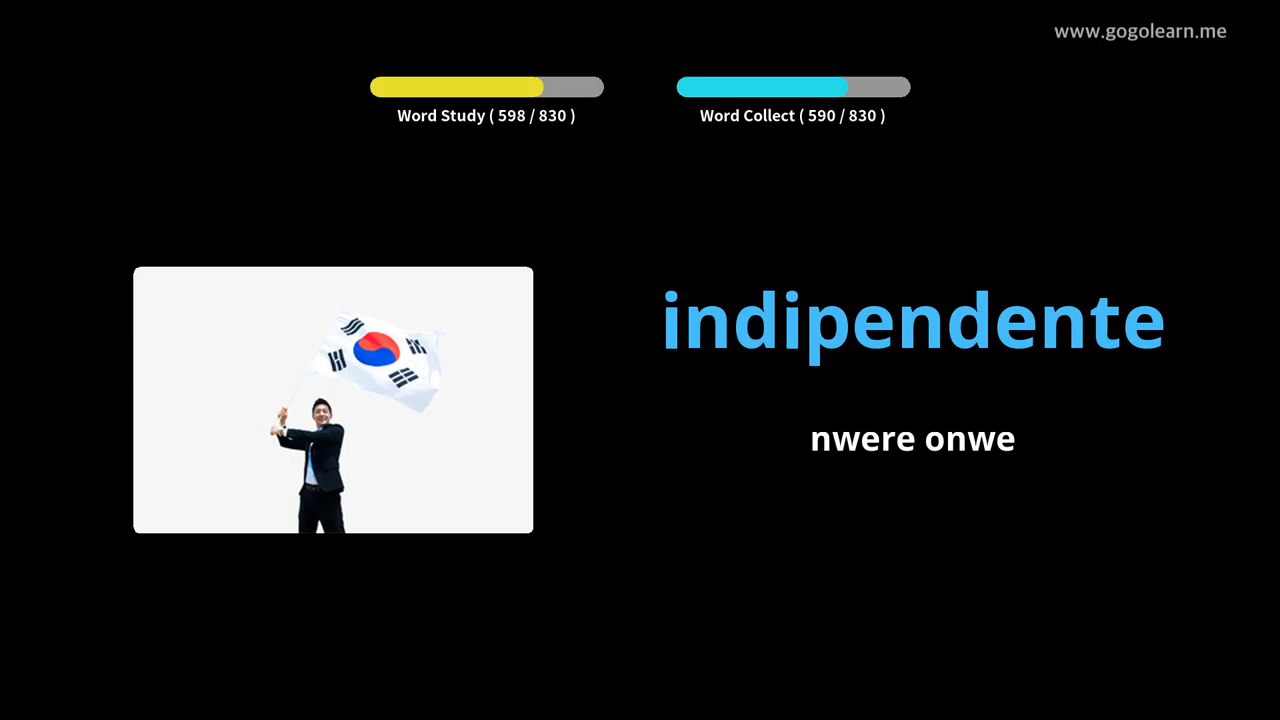 www.gogolearn.me
Word Study ( 598 / 830 )
Word Collect ( 590 / 830 )
indipendente
nwere onwe